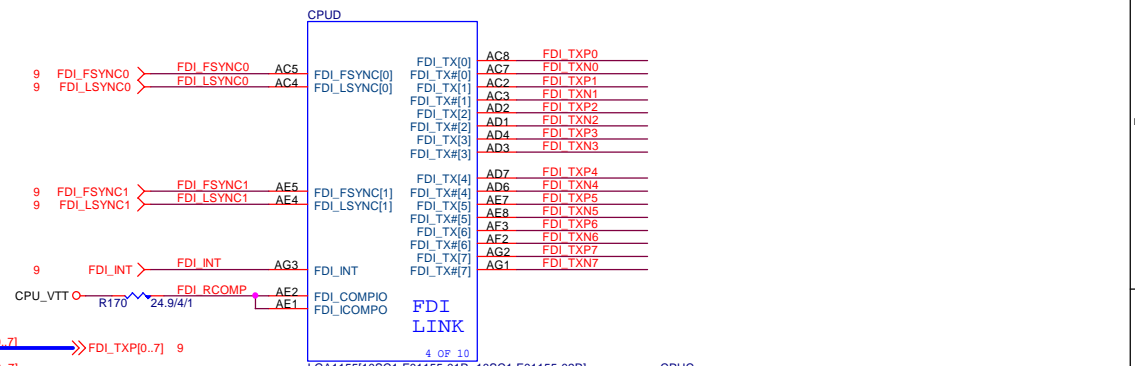 CPUD
FDI_TX[0] AC8 FDI_TXP0
9 FDI_FSYNC0 FDI_FSYNC0 AC5 FDI_FSYNC[0] FDI_TX#[0] AC7 FDI_TXN0
9 FDI_LSYNC0 FDI_LSYNC0 AC4 FDI_LSYNC[0] FDI_TX[1] AC2 FDI_TXP1
FDI_TX#[1] AC3 FDI_TXN1
FDI_TX[2] AD2 FDI_TXP2
FDI_TX#[2] AD1 FDI_TXN2
FDI_TX[3] AD4 FDI_TXP3
FDI_TX#[3] AD3 FDI_TXN3
FDI_TX[4] AD7 FDI_TXP4
9 FDI_FSYNC1 FDI_FSYNC1 AE5 FDI_FSYNC[1] FDI_TX#[4] AD6 FDI_TXN4
9 FDI_LSYNC1 FDI_LSYNC1 AE4 FDI_LSYNC[1] FDI_TX[5] AE7 FDI_TXP5
FDI_TX#[5] AE8 FDI_TXN5
FDI_TX[6] AF3 FDI_TXP6
FDI_TX#[6] AF2 FDI_TXN6
FDI_TX[7] AG2 FDI_TXP7
9 FDI_INT FDI_INT AG3 FDI_INT FDI_TX#[7] AG1 FDI_TXN7
CPU_VTT R170 24.9/4/1 FDI_RCOMP AE2 FDI_COMPIO
AE1 FDI_ICOMPO
FDI
LINK
FDI_TXP[0..7] 9
4 OF 10